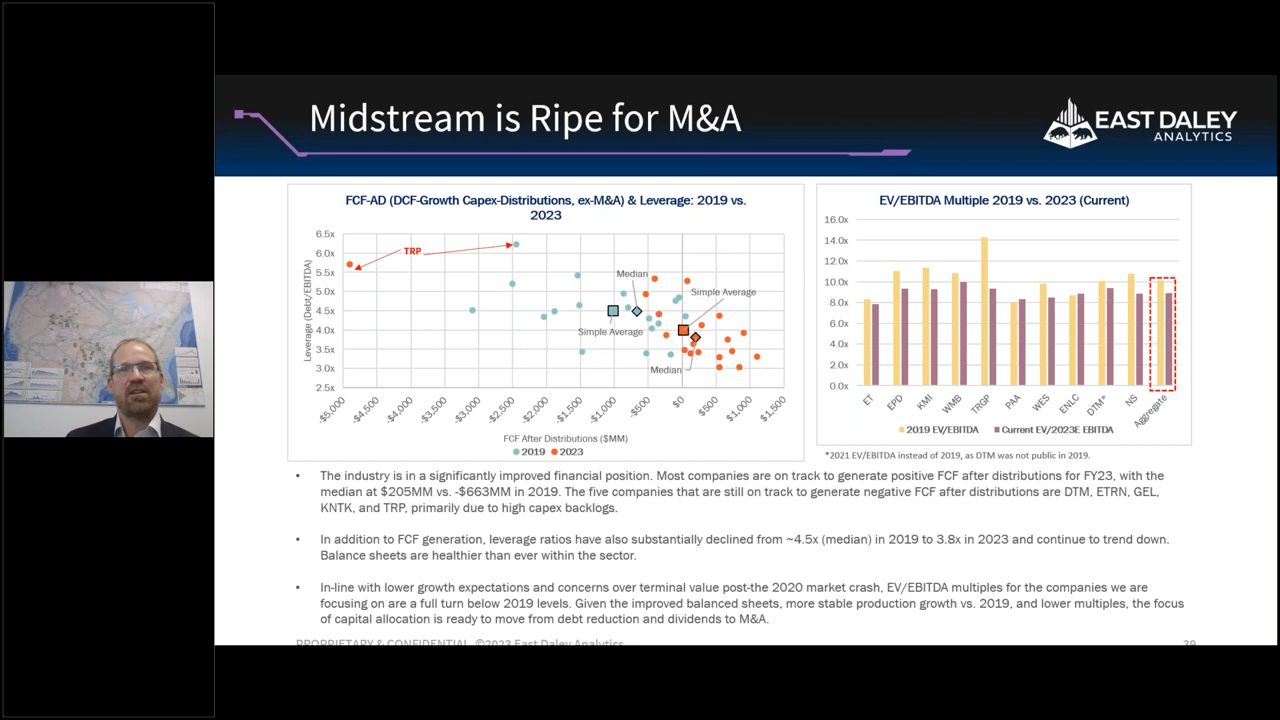 Midstream is Ripe for M&A
EAST DALEY
ANALYTICS
FCF-AD (DCF-Growth Capex-Distributions, ex-M&A) & Leverage: 2019 vs.
2023
Leverage (Debt/EBITDA)
6.5x
6.0x
5.5x
5.0x
4.5x
4.0x
3.5x
3.0x
2.5x
TRP
Median
Simple Average
Simple Average
Median
-$5,000
-$4,500
-$4,000
-$3,500
-$3,000
-$2,500
-$2,000
-$1,500
-$1,000
-$500
$0
$500
$1,000
$1,500
FCF After Distributions ($MM)
2019 2023
EV/EBITDA Multiple 2019 vs. 2023 (Current)
16.0x
14.0x
12.0x
10.0x
8.0x
6.0x
4.0x
2.0x
0.0x
ET
EPD
KMI
WMB
TRGP
PAA
WES
ENLC
DTM*
NS
Aggregate
2019 EV/EBITDA Current EV/2023E EBITDA
*2021 EV/EBITDA instead of 2019, as DTM was not public in 2019.
• The industry is in a significantly improved financial position. Most companies are on track to generate positive FCF after distributions for FY23, with the
median at $205MM vs. -$663MM in 2019. The five companies that are still on track to generate negative FCF after distributions are DTM, ETRN, GEL,
KNTK, and TRP, primarily due to high capex backlogs.
• In addition to FCF generation, leverage ratios have also substantially declined from ~4.5x (median) in 2019 to 3.8x in 2023 and continue to trend down.
Balance sheets are healthier than ever within the sector.
• In-line with lower growth expectations and concerns over terminal value post-the 2020 market crash, EV/EBITDA multiples for the companies we are
focusing on are a full turn below 2019 levels. Given the improved balanced sheets, more stable production growth vs. 2019, and lower multiples, the focus
of capital allocation is ready to move from debt reduction and dividends to M&A.
PROPRIETARY & CONFIDENTIAL ©2023 East Daley Analytics
39